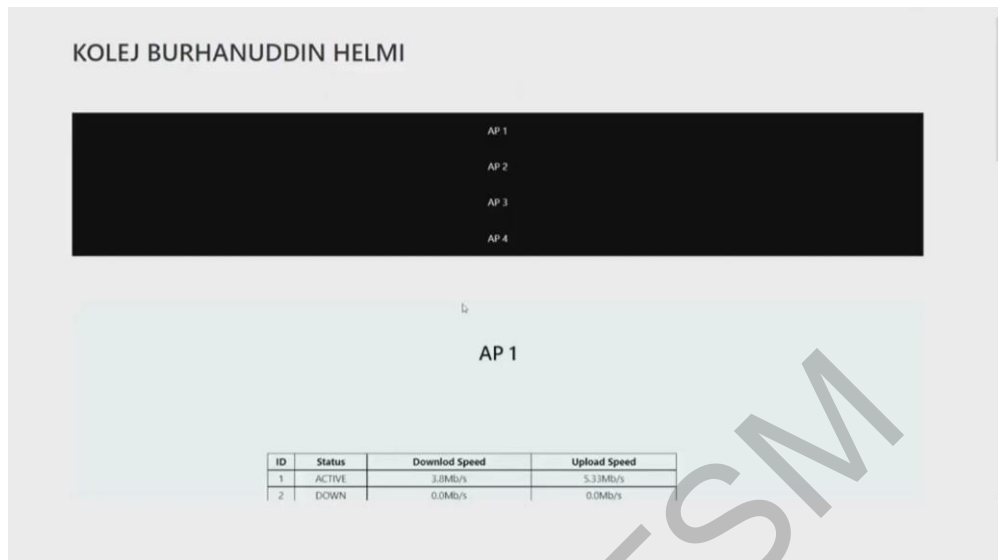 KOLEJ BURHANUDDIN HELMI
AP 1
AP 2
AP 3
AP 4
AP 1
ID Status Downlod Speed Upload Speed
1 ACTIVE 3.8Mb/s 5.33Mb/s
2 DOWN 0.0Mb/s 0.0Mb/s
TSM